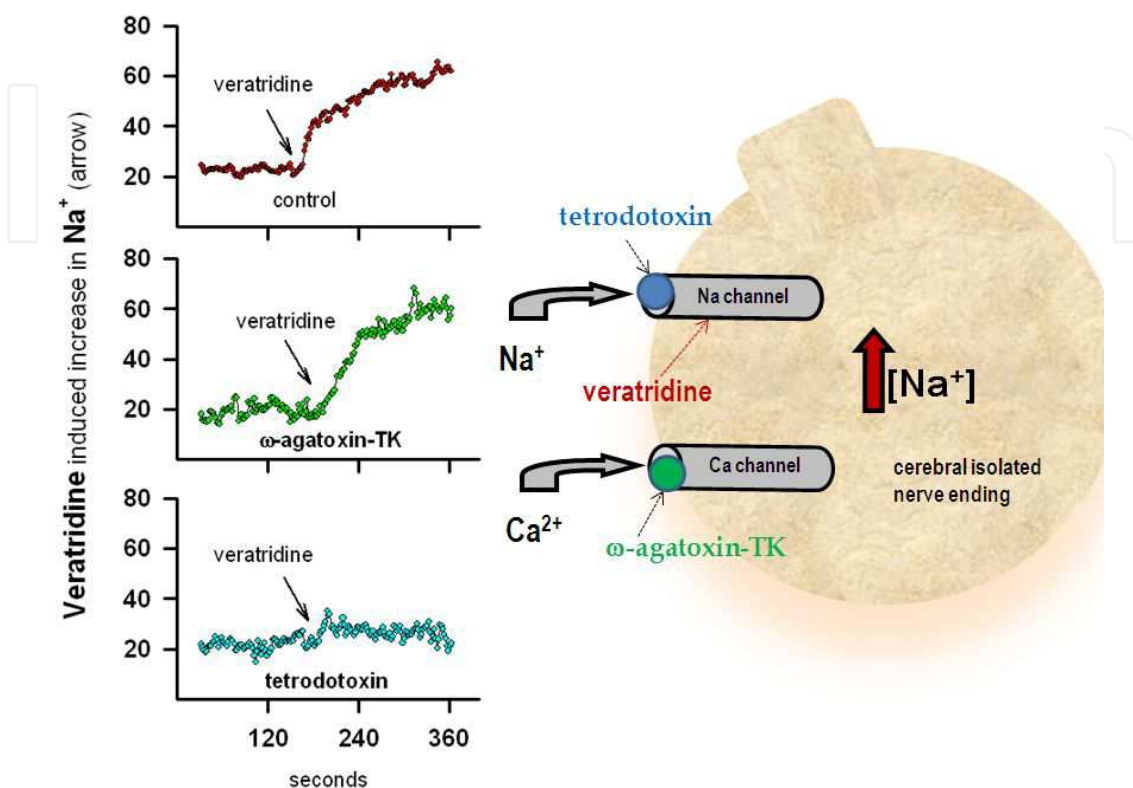 Veratridine induced increase in Na⁺ (arrow)
80
60
40
20
veratridine
control
80
60
40
20
veratridine
ω-agatoxin-TK
80
60
40
20
veratridine
tetrodotoxin
120 240 360
seconds
tetrodotoxin
Na channel
Na⁺
veratridine
[Na⁺]
Ca channel
Ca²⁺
ω-agatoxin-TK
cerebral isolated
nerve ending